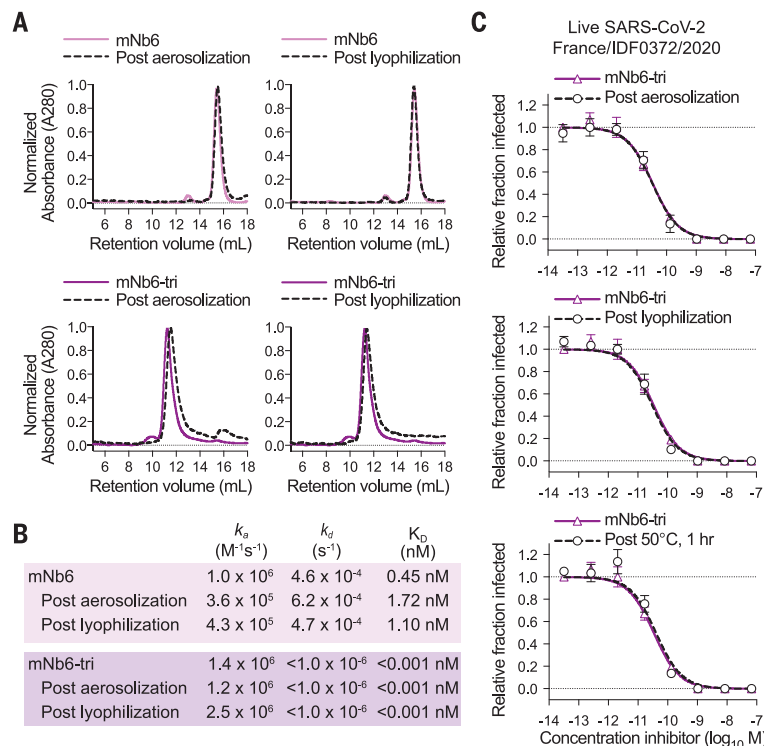 A
mNb6
Post aerosolization
mNb6
Post lyophilization
Normalized
Absorbance (A280)
1.0
0.8
0.6
0.4
0.2
0.0
6 8 10 12 14 16 18
Retention volume (mL)
1.0
0.8
0.6
0.4
0.2
0.0
6 8 10 12 14 16 18
Retention volume (mL)
mNb6-tri
Post aerosolization
mNb6-tri
Post lyophilization
Normalized
Absorbance (A280)
1.0
0.8
0.6
0.4
0.2
0.0
6 8 10 12 14 16 18
Retention volume (mL)
1.0
0.8
0.6
0.4
0.2
0.0
6 8 10 12 14 16 18
Retention volume (mL)
B
kₐ (M⁻¹s⁻¹) k_d (s⁻¹) K_D (nM)
mNb6 1.0 x 10⁶ 4.6 x 10⁻⁴ 0.45 nM
Post aerosolization 3.6 x 10⁵ 6.2 x 10⁻⁴ 1.72 nM
Post lyophilization 4.3 x 10⁵ 4.7 x 10⁻⁴ 1.10 nM
mNb6-tri 1.4 x 10⁶ <1.0 x 10⁻⁶ <0.001 nM
Post aerosolization 1.2 x 10⁶ <1.0 x 10⁻⁶ <0.001 nM
Post lyophilization 2.5 x 10⁶ <1.0 x 10⁻⁶ <0.001 nM
C
Live SARS-CoV-2
France/IDF0372/2020
mNb6-tri
Post aerosolization
Relative fraction infected
1.2
1.0
0.8
0.6
0.4
0.2
0.0
-14 -13 -12 -11 -10 -9 -8 -7
mNb6-tri
Post lyophilization
Relative fraction infected
1.2
1.0
0.8
0.6
0.4
0.2
0.0
-14 -13 -12 -11 -10 -9 -8 -7
mNb6-tri
Post 50°C, 1 hr
Relative fraction infected
1.2
1.0
0.8
0.6
0.4
0.2
0.0
-14 -13 -12 -11 -10 -9 -8 -7
Concentration inhibitor (log₁₀ M)